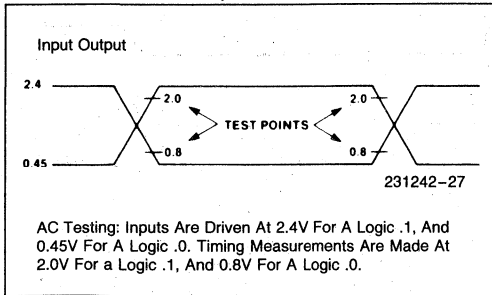 Input Output
2.4
2.0
2.0
TEST POINTS
0.8
0.8
0.45
231242-27
AC Testing: Inputs Are Driven At 2.4V For A Logic .1, And
0.45V For A Logic .0. Timing Measurements Are Made At
2.0V For a Logic .1, And 0.8V For A Logic .0.